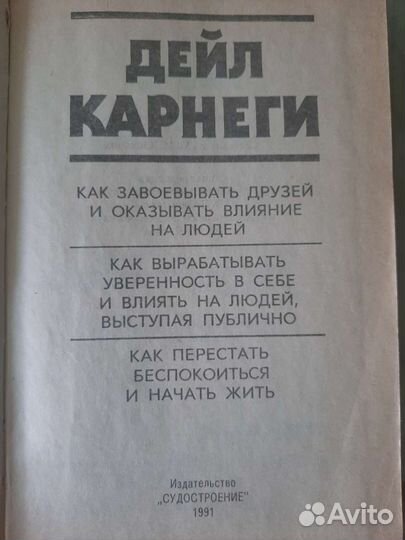 ДЕЙЛ
КАРНЕГИ
КАК ЗАВОЕВЫВАТЬ ДРУЗЕЙ
И ОКАЗЫВАТЬ ВЛИЯНИЕ
НА ЛЮДЕЙ
КАК ВЫРАБАТЫВАТЬ
УВЕРЕННОСТЬ В СЕБЕ
И ВЛИЯТЬ НА ЛЮДЕЙ,
ВЫСТУПАЯ ПУБЛИЧНО
КАК ПЕРЕСТАТЬ
БЕСПОКОИТЬСЯ
И НАЧАТЬ ЖИТЬ
Издательство
„СУДОСТРОЕНИЕ"
1991
Avito